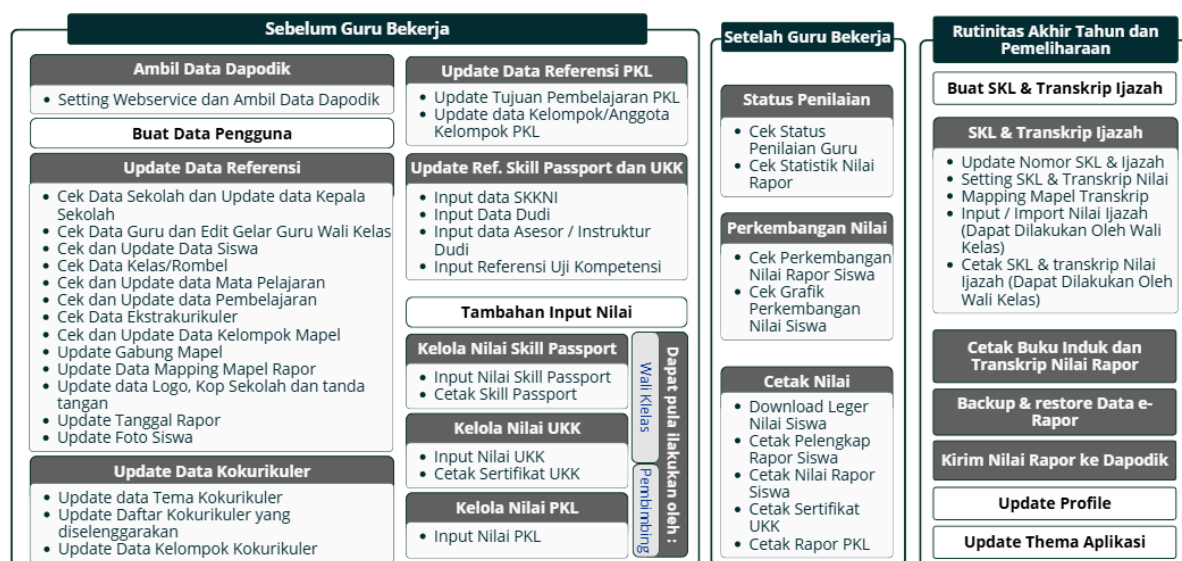 Sebelum Guru Bekerja
Ambil Data Dapodik
• Setting Webservice dan Ambil Data Dapodik
Buat Data Pengguna
Update Data Referensi
• Cek Data Sekolah dan Update data Kepala
Sekolah
• Cek Data Guru dan Edit Gelar Guru Wali Kelas
• Cek dan Update Data Siswa
• Cek Data Kelas/Rombel
• Cek dan Update data Mata Pelajaran
• Cek dan Update data Pembelajaran
• Cek Data Ekstrakurikuler
• Cek dan Update Data Kelompok Mapel
• Update Gabung Mapel
• Update Data Mapping Mapel Rapor
• Update data Logo, Kop Sekolah dan tanda
tangan
• Update Tanggal Rapor
• Update Foto Siswa
Update Data Kokurikuler
• Update data Tema Kokurikuler
• Update Daftar Kokurikuler yang
diselenggarakan
• Update Data Kelompok Kokurikuler
Update Data Referensi PKL
• Update Tujuan Pembelajaran PKL
• Update data Kelompok/Anggota
Kelompok PKL
Update Ref. Skill Passport dan UKK
• Input data SKKNI
• Input Data Dudi
• Input data Asesor / Instruktur
Dudi
• Input Referensi Uji Kompetensi
Tambahan Input Nilai
Kelola Nilai Skill Passport
• Input Nilai Skill Passport
• Cetak Skill Passport
Kelola Nilai UKK
• Input Nilai UKK
• Cetak Sertifikat UKK
Kelola Nilai PKL
• Input Nilai PKL
Wali Klelas
Pembimbing
Dapat pula ilakukan oleh :
Setelah Guru Bekerja
Status Penilaian
• Cek Status
Penilaian Guru
• Cek Statistik Nilai
Rapor
Perkembangan Nilai
• Cek Perkembangan
Nilai Rapor Siswa
• Cek Grafik
Perkembangan
Nilai Siswa
Cetak Nilai
• Download Leger
Nilai Siswa
• Cetak Pelengkap
Rapor Siswa
• Cetak Nilai Rapor
Siswa
• Cetak Sertifikat
UKK
• Cetak Rapor PKL
Rutinitas Akhir Tahun dan
Pemeliharaan
Buat SKL & Transkrip Ijazah
SKL & Transkrip Ijazah
• Update Nomor SKL & Ijazah
• Setting SKL & Transkrip Nilai
• Mapping Mapel Transkrip
• Input / Import Nilai Ijazah
(Dapat Dilakukan Oleh Wali
Kelas)
• Cetak SKL & transkrip Nilai
Ijazah (Dapat Dilakukan Oleh
Wali Kelas)
Cetak Buku Induk dan
Transkrip Nilai Rapor
Backup & restore Data e-
Rapor
Kirim Nilai Rapor ke Dapodik
Update Profile
Update Thema Aplikasi